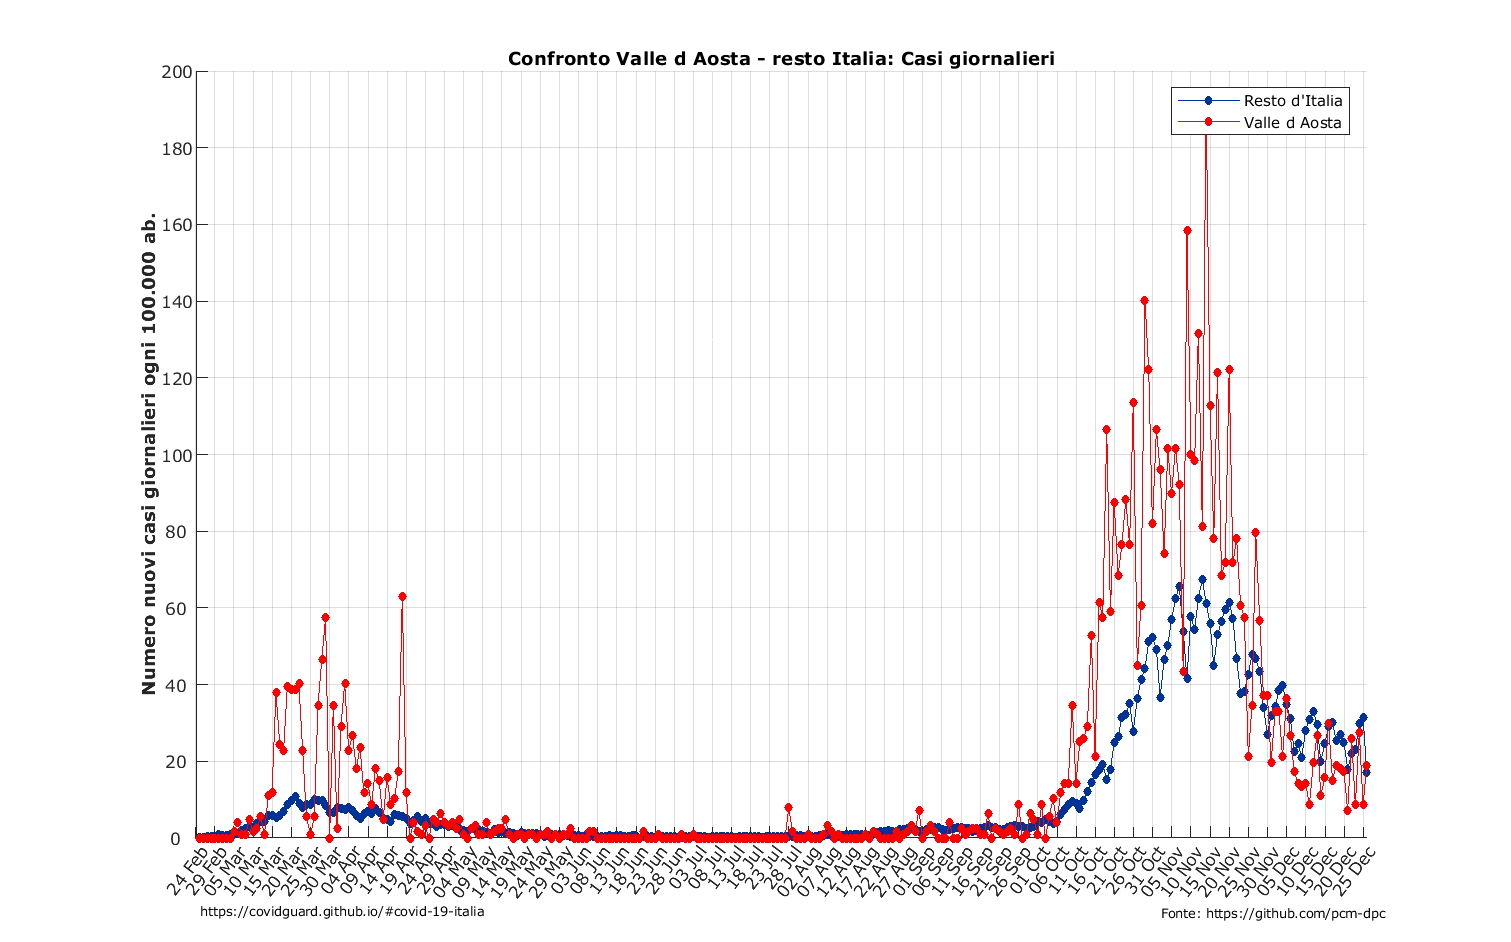 Confronto Valle d Aosta - resto Italia: Casi giornalieri
Numero nuovi casi giornalieri ogni 100.000 ab.
200
180
160
140
120
100
80
60
40
20
0
Resto d'Italia
Valle d Aosta
24 Feb
29 Feb
05 Mar
10 Mar
15 Mar
20 Mar
25 Mar
30 Mar
04 Apr
09 Apr
14 Apr
19 Apr
24 Apr
29 Apr
04 May
09 May
14 May
19 May
24 May
29 May
03 Jun
08 Jun
13 Jun
18 Jun
23 Jun
28 Jun
03 Jul
08 Jul
13 Jul
18 Jul
23 Jul
28 Jul
02 Aug
07 Aug
12 Aug
17 Aug
22 Aug
27 Aug
01 Sep
06 Sep
11 Sep
16 Sep
21 Sep
26 Sep
01 Oct
06 Oct
11 Oct
16 Oct
21 Oct
26 Oct
31 Oct
05 Nov
10 Nov
15 Nov
20 Nov
25 Nov
30 Nov
05 Dec
10 Dec
15 Dec
20 Dec
25 Dec
https://covidguard.github.io/#covid-19-italia
Fonte: https://github.com/pcm-dpc